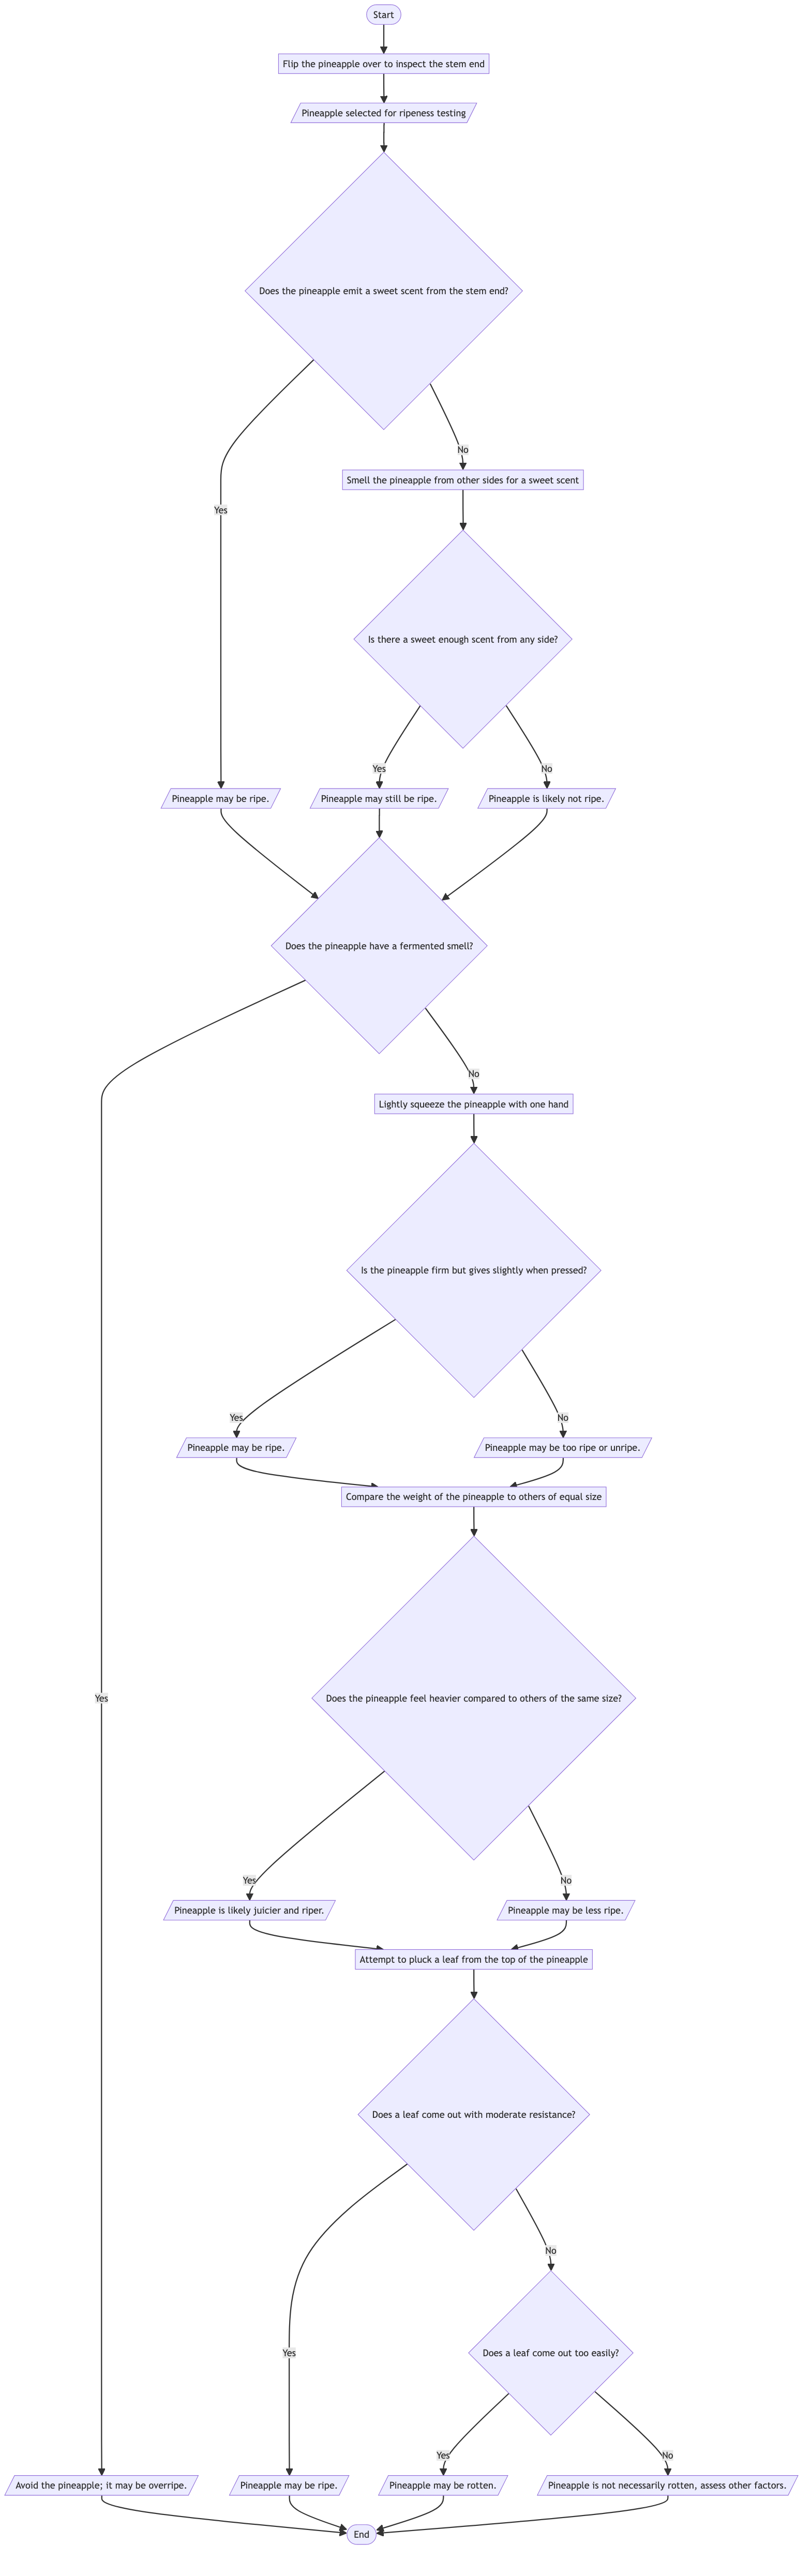 Start
Flip the pineapple over to inspect the stem end
Pineapple selected for ripeness testing
Does the pineapple emit a sweet scent from the stem end?
No
Smell the pineapple from other sides for a sweet scent
Yes
Is there a sweet enough scent from any side?
Yes
No
Pineapple may be ripe.
Pineapple may still be ripe.
Pineapple is likely not ripe.
Does the pineapple have a fermented smell?
No
Lightly squeeze the pineapple with one hand
Is the pineapple firm but gives slightly when pressed?
Yes
No
Pineapple may be ripe.
Pineapple may be too ripe or unripe.
Compare the weight of the pineapple to others of equal size
Yes
Does the pineapple feel heavier compared to others of the same size?
Yes
No
Pineapple is likely juicier and riper.
Pineapple may be less ripe.
Attempt to pluck a leaf from the top of the pineapple
Does a leaf come out with moderate resistance?
No
Yes
Does a leaf come out too easily?
Yes
No
Avoid the pineapple; it may be overripe.
Pineapple may be ripe.
Pineapple may be rotten.
Pineapple is not necessarily rotten, assess other factors.
End